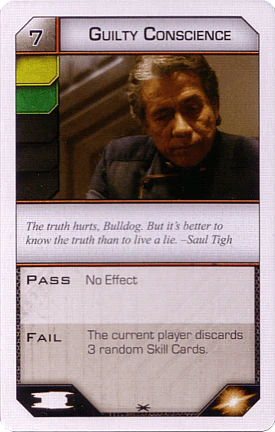 7 GUILTY CONSCIENCE
The truth hurts, Bulldog. But it's better to
know the truth than to live a lie. –Saul Tigh
PASS No Effect
FAIL The current player discards
3 random Skill Cards.